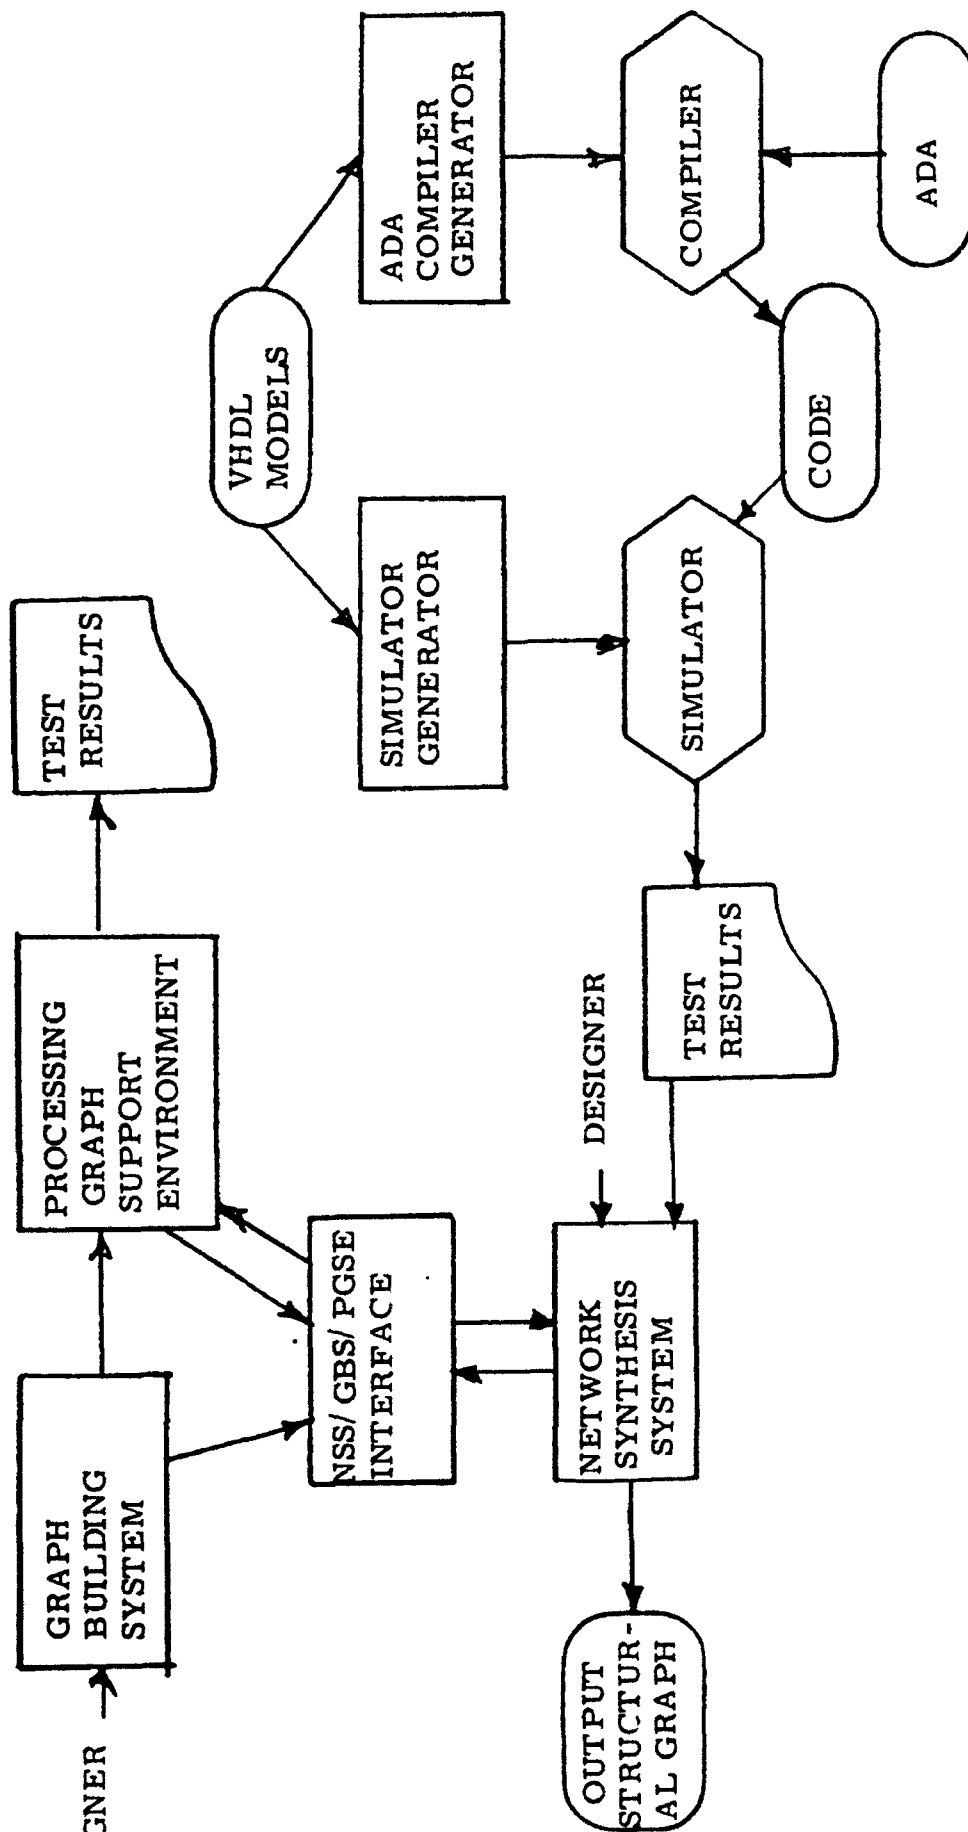 GNER
GRAPH
BUILDING
SYSTEM
PROCESSING
GRAPH
SUPPORT
ENVIRONMENT
TEST
RESULTS
VHDL
MODELS
NSS/GBS/PGSE
INTERFACE
SIMULATOR
GENERATOR
ADA
COMPILER
GENERATOR
DESIGNER
OUTPUT
STRUCTUR-
AL GRAPH
NETWORK
SYNTHESIS
SYSTEM
TEST
RESULTS
SIMULATOR
COMPILER
CODE
ADA